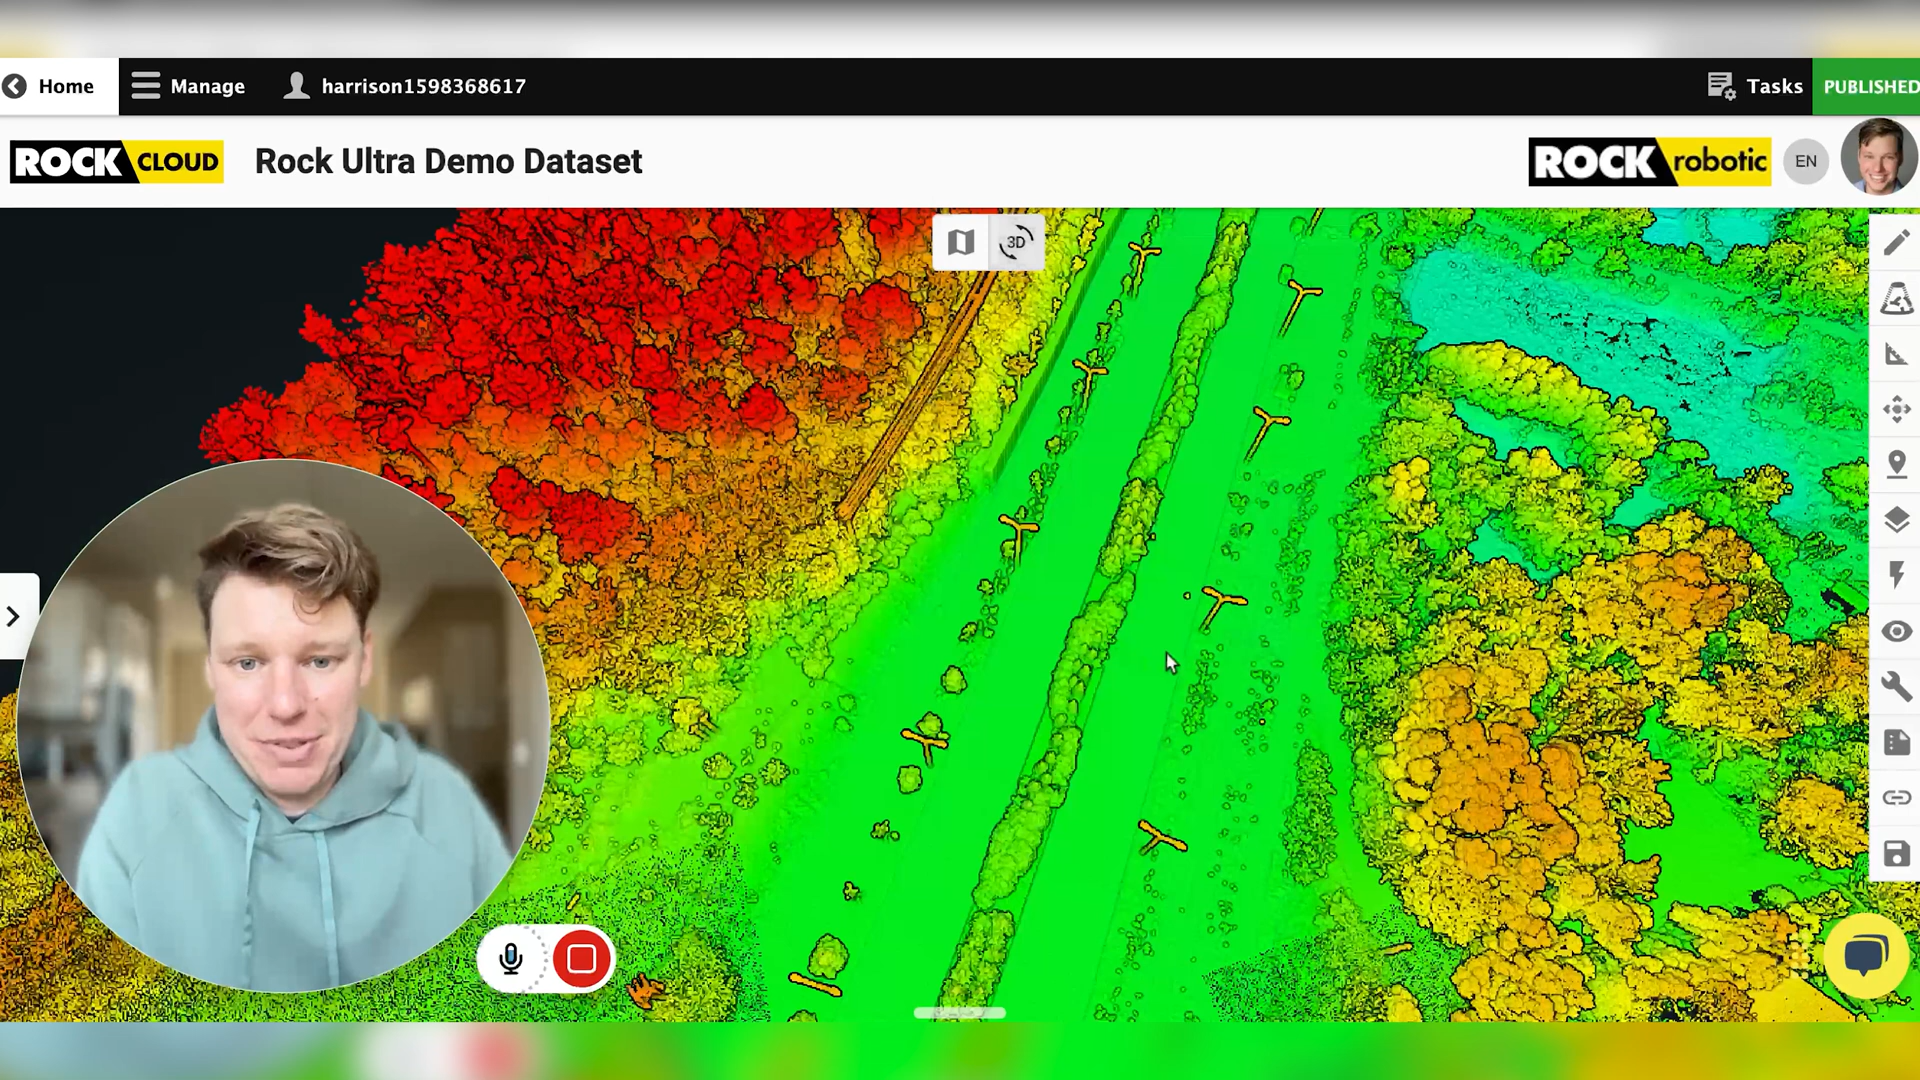 Home
Manage
harrison1598368617
Tasks
PUBLISHED
ROCK CLOUD
Rock Ultra Demo Dataset
ROCK robotic
EN
3D